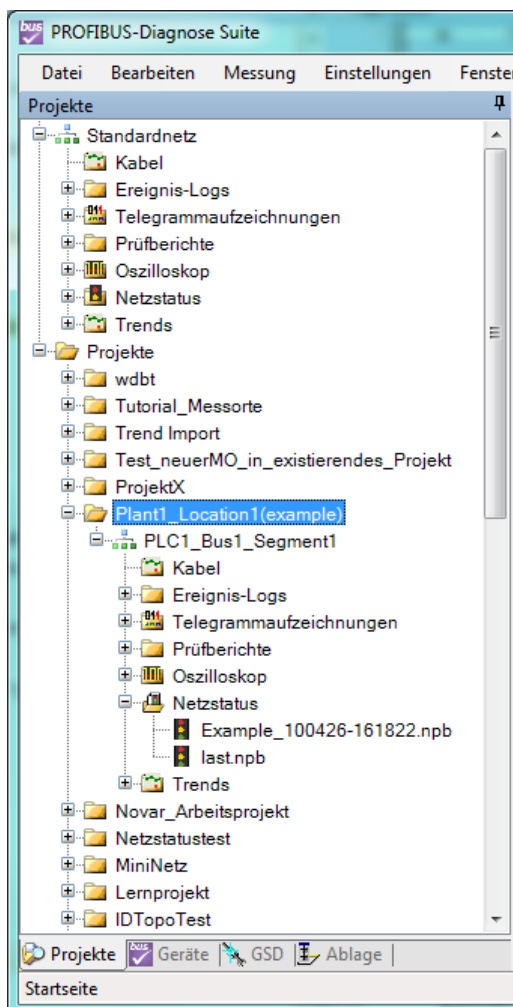 bus PROFIBUS-Diagnose Suite
Datei Bearbeiten Messung Einstellungen Fenster
Projekte
Standardnetz
Kabel
Ereignis-Logs
Telegrammaufzeichnungen
Prüfberichte
Oszilloskop
Netzstatus
Trends
Projekte
wdbt
Tutorial_Messorte
Trend Import
Test_neuerMO_in_existierendes_Projekt
ProjektX
Plant1_Location1(example)
PLC1_Bus1_Segment1
Kabel
Ereignis-Logs
Telegrammaufzeichnungen
Prüfberichte
Oszilloskop
Netzstatus
Example_100426-161822.npb
last.npb
Trends
Novar_Arbeitsprojekt
Netzstatustest
MiniNetz
Lernprojekt
IDTopoTest
Projekte bus Geräte GSD Ablage
Startseite